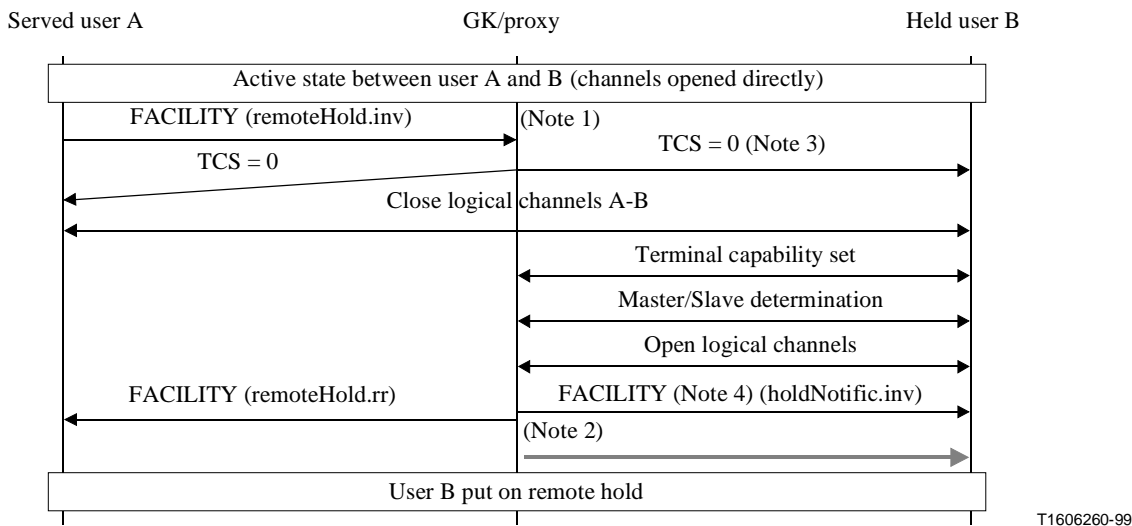 Served user A
GK/proxy
Held user B
Active state between user A and B (channels opened directly)
FACILITY (remoteHold.inv)
(Note 1)
TCS = 0 (Note 3)
TCS = 0
Close logical channels A-B
Terminal capability set
Master/Slave determination
Open logical channels
FACILITY (remoteHold.rr)
FACILITY (Note 4) (holdNotific.inv)
(Note 2)
User B put on remote hold
T1606260-99